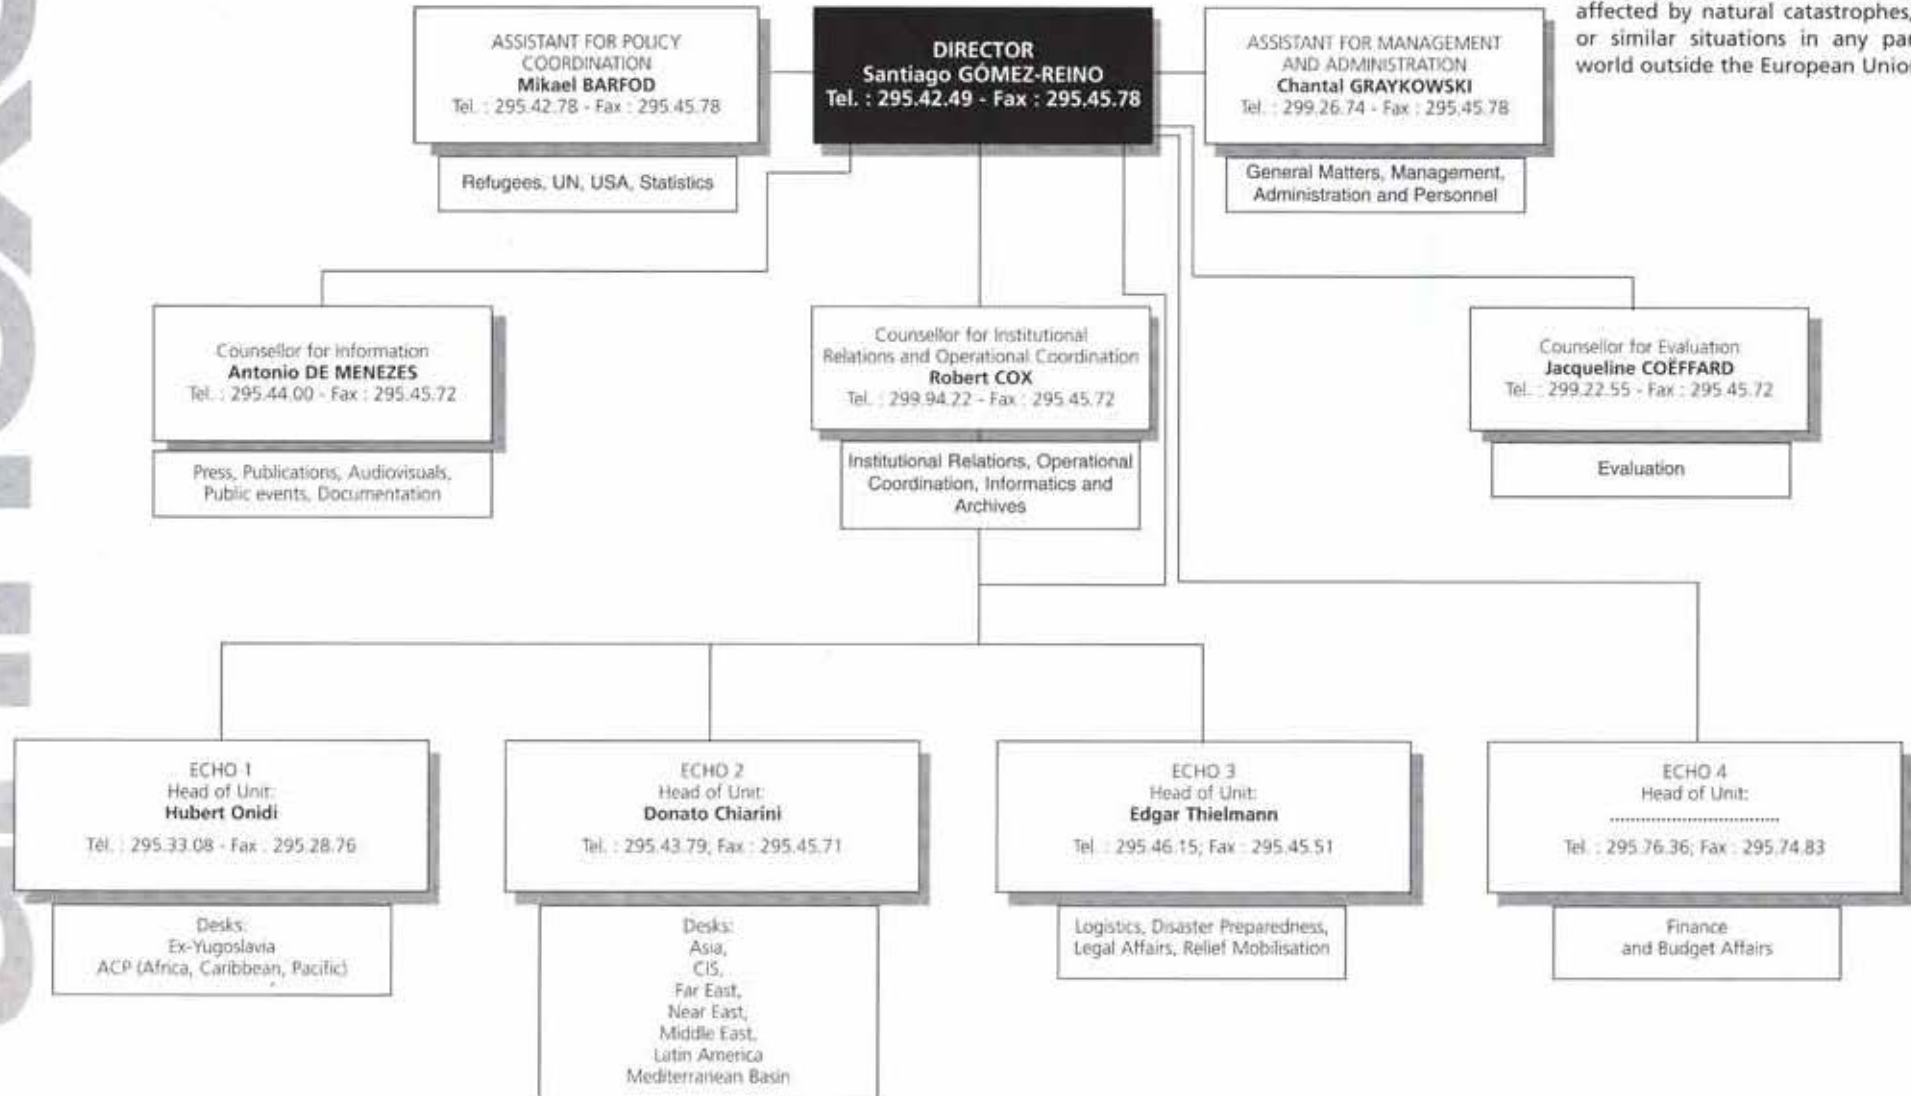 affected by natural catastrophes,
or similar situations in any
world outside the European Union
ASSISTANT FOR POLICY
COORDINATION
Mikael BARFOD
Tel. : 295.42.78 - Fax : 295.45.78
Refugees, UN, USA, Statistics
DIRECTOR
Santiago GÓMEZ-REINO
Tel. : 295.42.49 - Fax : 295.45.78
ASSISTANT FOR MANAGEMENT
AND ADMINISTRATION
Chantal GRAYKOWSKI
Tel. : 299.26.74 - Fax : 295.45.78
General Matters, Management,
Administration and Personnel
Counsellor for Information
Antonio DE MENEZES
Tel. : 295.44.00 - Fax : 295.45.72
Press, Publications, Audiovisuals,
Public events, Documentation
Counsellor for Institutional
Relations and Operational Coordination
Robert COX
Tel. : 299.94.22 - Fax : 295.45.72
Institutional Relations, Operational
Coordination, Informatics and
Archives
Counsellor for Evaluation
Jacqueline COËFFARD
Tel. : 299.22.55 - Fax : 295.45.72
Evaluation
ECHO 1
Head of Unit:
Hubert Onidi
Tél. : 295.33.08 - Fax : 295.28.76
Desks:
Ex-Yugoslavia
ACP (Africa, Caribbean, Pacific)
ECHO 2
Head of Unit:
Donato Chiarini
Tel. : 295.43.79; Fax : 295.45.71
Desks:
Asia,
CIS,
Far East,
Near East,
Middle East,
Latin America
Mediterranean Basin
ECHO 3
Head of Unit:
Edgar Thielmann
Tel. : 295.46.15; Fax : 295.45.51
Logistics, Disaster Preparedness,
Legal Affairs, Relief Mobilisation
ECHO 4
Head of Unit:
..................................
Tel. : 295.76.36; Fax : 295.74.83
Finance
and Budget Affairs